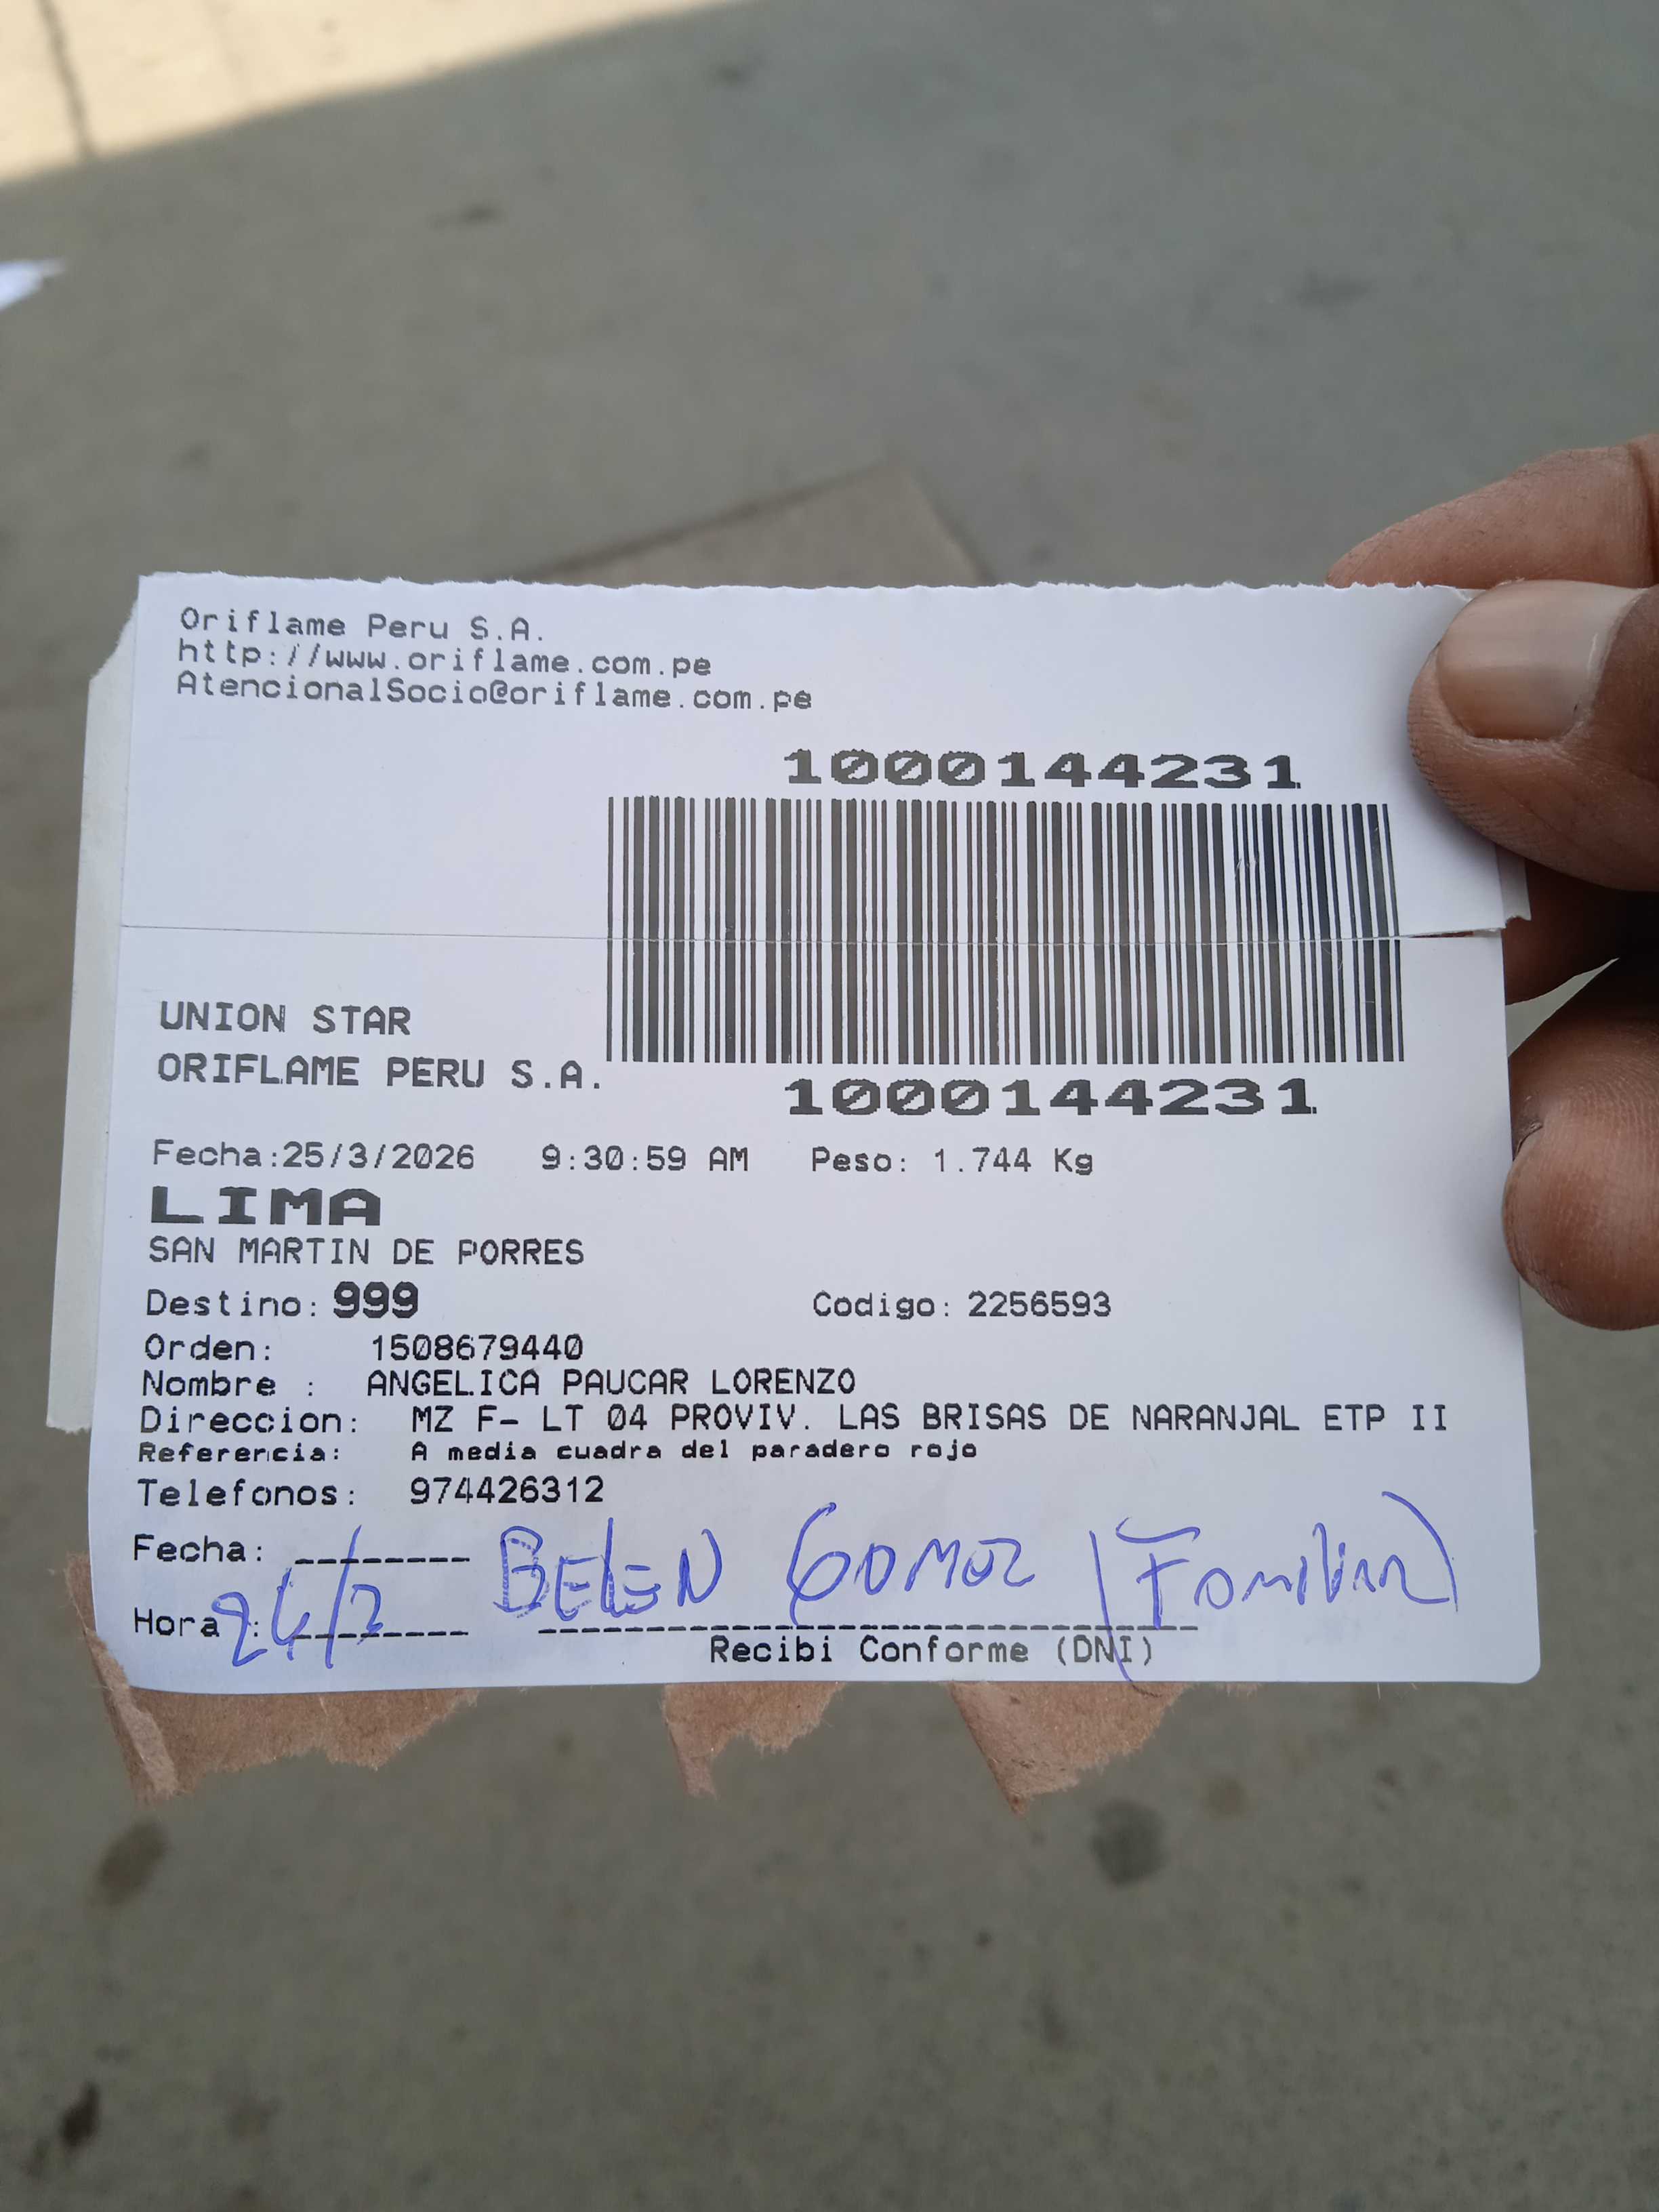 Oriflame Peru S.A.
http://www.oriflame.com.pe
AtencionalSocio@oriflame.com.pe
1000144231
UNION STAR
ORIFLAME PERU S.A.
1000144231
Fecha:25/3/2026 9:30:59 AM Peso: 1.744 Kg
LIMA
SAN MARTIN DE PORRES
Destino: 999 Codigo: 2256593
Orden: 1508679440
Nombre : ANGELICA PAUCAR LORENZO
Direccion: MZ F- LT 04 PROVIV. LAS BRISAS DE NARANJAL ETP II
Referencia: A media cuadra del paradero rojo
Telefonos: 974426312
Fecha: BELEN GOMEZ (Familiar)
Hora :
Recibi Conforme (DNI)